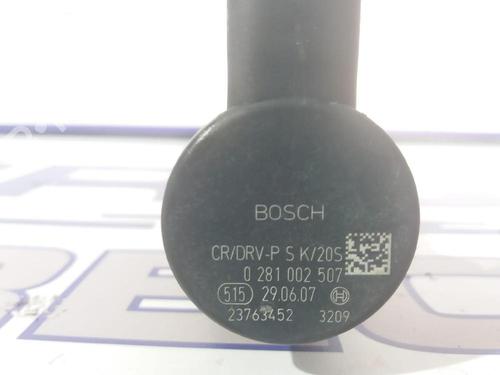 BOSCH
CR/DRV-P S K/20S
0 281 002 507
515 29.06.07
23763452 3209